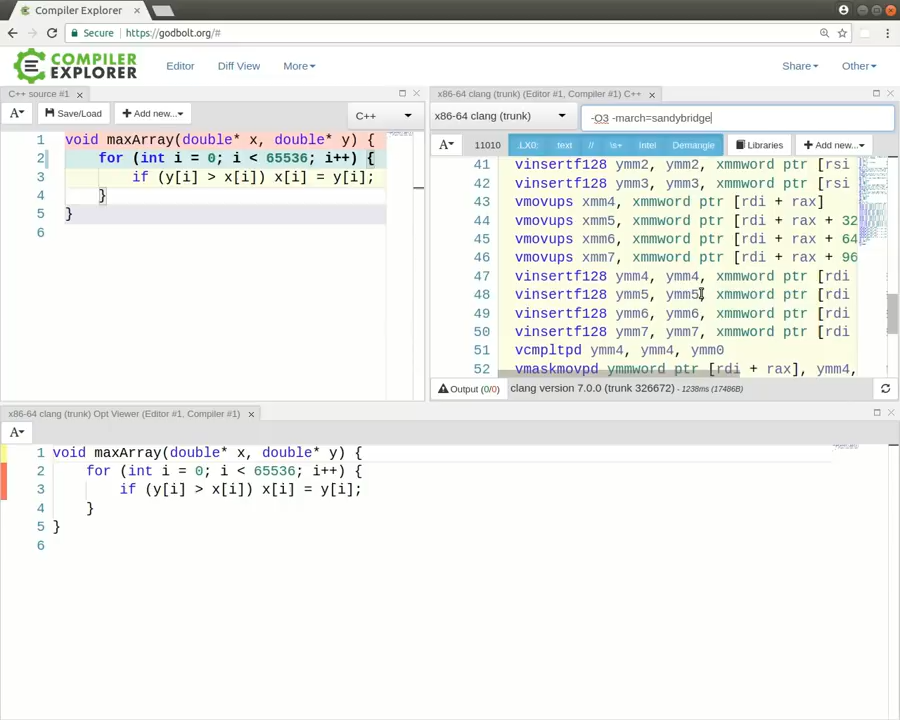 Compiler Explorer
Secure | https://godbolt.org/#
COMPILER
EXPLORER
Editor Diff View More Share Other
C++ source #1
A Save/Load + Add new... C++
1 void maxArray(double* x, double* y) {
2 for (int i = 0; i < 65536; i++) {
3 if (y[i] > x[i]) x[i] = y[i];
4 }
5 }
6
x86-64 clang (trunk) (Editor #1, Compiler #1) C++
x86-64 clang (trunk) -O3 -march=sandybridge
A 11010 .LX0: .text // \s+ Intel Demangle Libraries + Add new...
41 vinsertf128 ymm2, ymm2, xmmword ptr [rsi
42 vinsertf128 ymm3, ymm3, xmmword ptr [rsi
43 vmovups xmm4, xmmword ptr [rdi + rax]
44 vmovups xmm5, xmmword ptr [rdi + rax + 32
45 vmovups xmm6, xmmword ptr [rdi + rax + 64
46 vmovups xmm7, xmmword ptr [rdi + rax + 96
47 vinsertf128 ymm4, ymm4, xmmword ptr [rdi
48 vinsertf128 ymm5, ymm5, xmmword ptr [rdi
49 vinsertf128 ymm6, ymm6, xmmword ptr [rdi
50 vinsertf128 ymm7, ymm7, xmmword ptr [rdi
51 vcmpltpd ymm4, ymm4, ymm0
52 vmaskmovpd ymmword ptr [rdi + rax], ymm4,
Output (0/0) clang version 7.0.0 (trunk 326672) - 1238ms (17486B)
x86-64 clang (trunk) Opt Viewer (Editor #1, Compiler #1)
A
1 void maxArray(double* x, double* y) {
2 for (int i = 0; i < 65536; i++) {
3 if (y[i] > x[i]) x[i] = y[i];
4 }
5 }
6